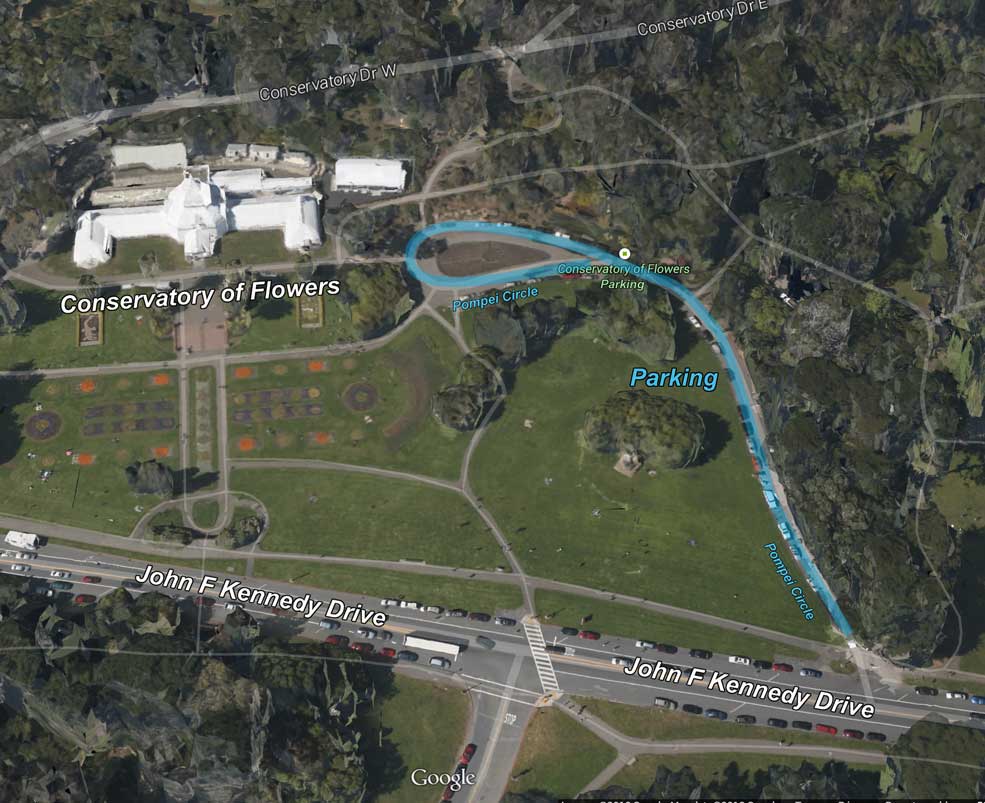 Conservatory Dr E
Conservatory Dr W
Conservatory of Flowers
Parking
Conservatory of Flowers
Pompei Circle
Parking
Pompei Circle
John F Kennedy Drive
John F Kennedy Drive
STOP
Google